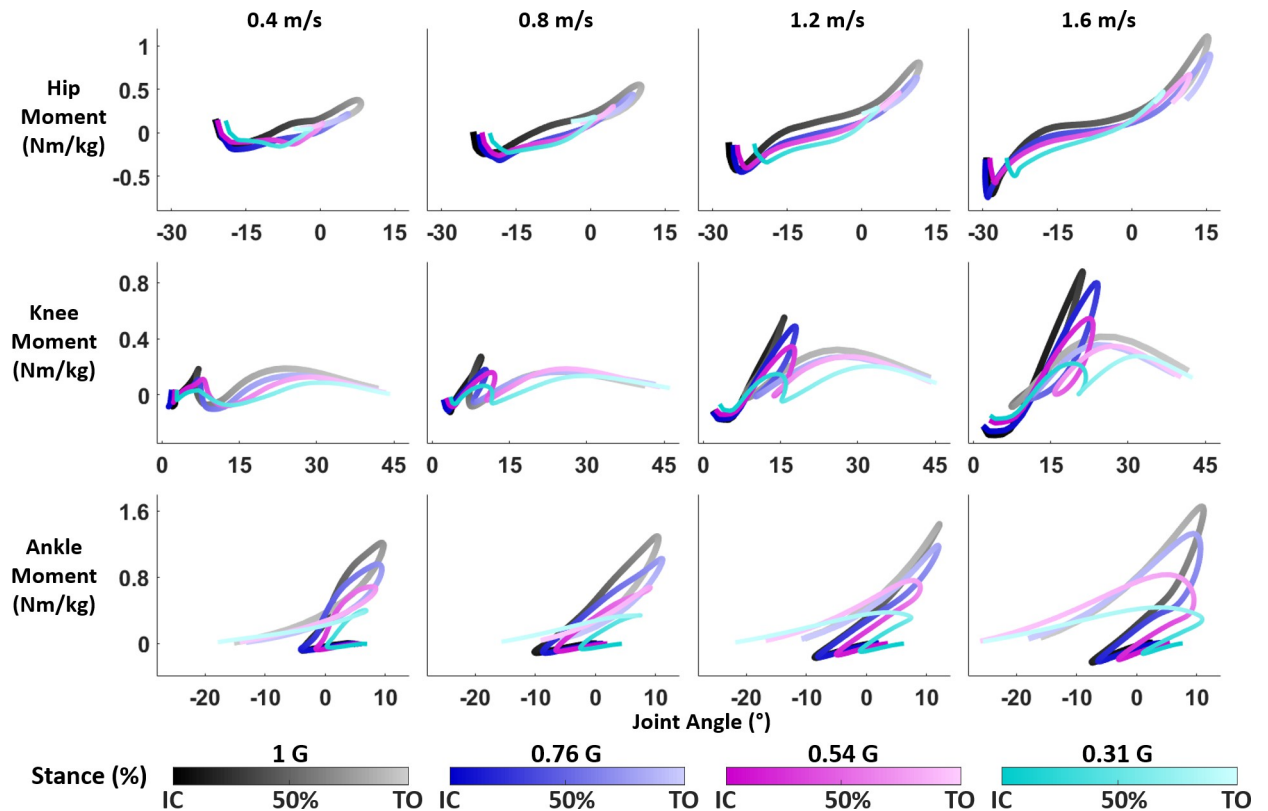 0.4 m/s 0.8 m/s 1.2 m/s 1.6 m/s
Hip
Moment
(Nm/kg)
1
0.5
0
-0.5
-30 -15 0 15 -30 -15 0 15 -30 -15 0 15 -30 -15 0 15
Knee
Moment
(Nm/kg)
0.8
0.4
0
0 15 30 45 0 15 30 45 0 15 30 45 0 15 30 45
Ankle
Moment
(Nm/kg)
1.6
0.8
0
-20 -10 0 10 -20 -10 0 10 -20 -10 0 10 -20 -10 0 10
Joint Angle (°)
1 G 0.76 G 0.54 G 0.31 G
Stance (%)
IC 50% TO IC 50% TO IC 50% TO IC 50% TO